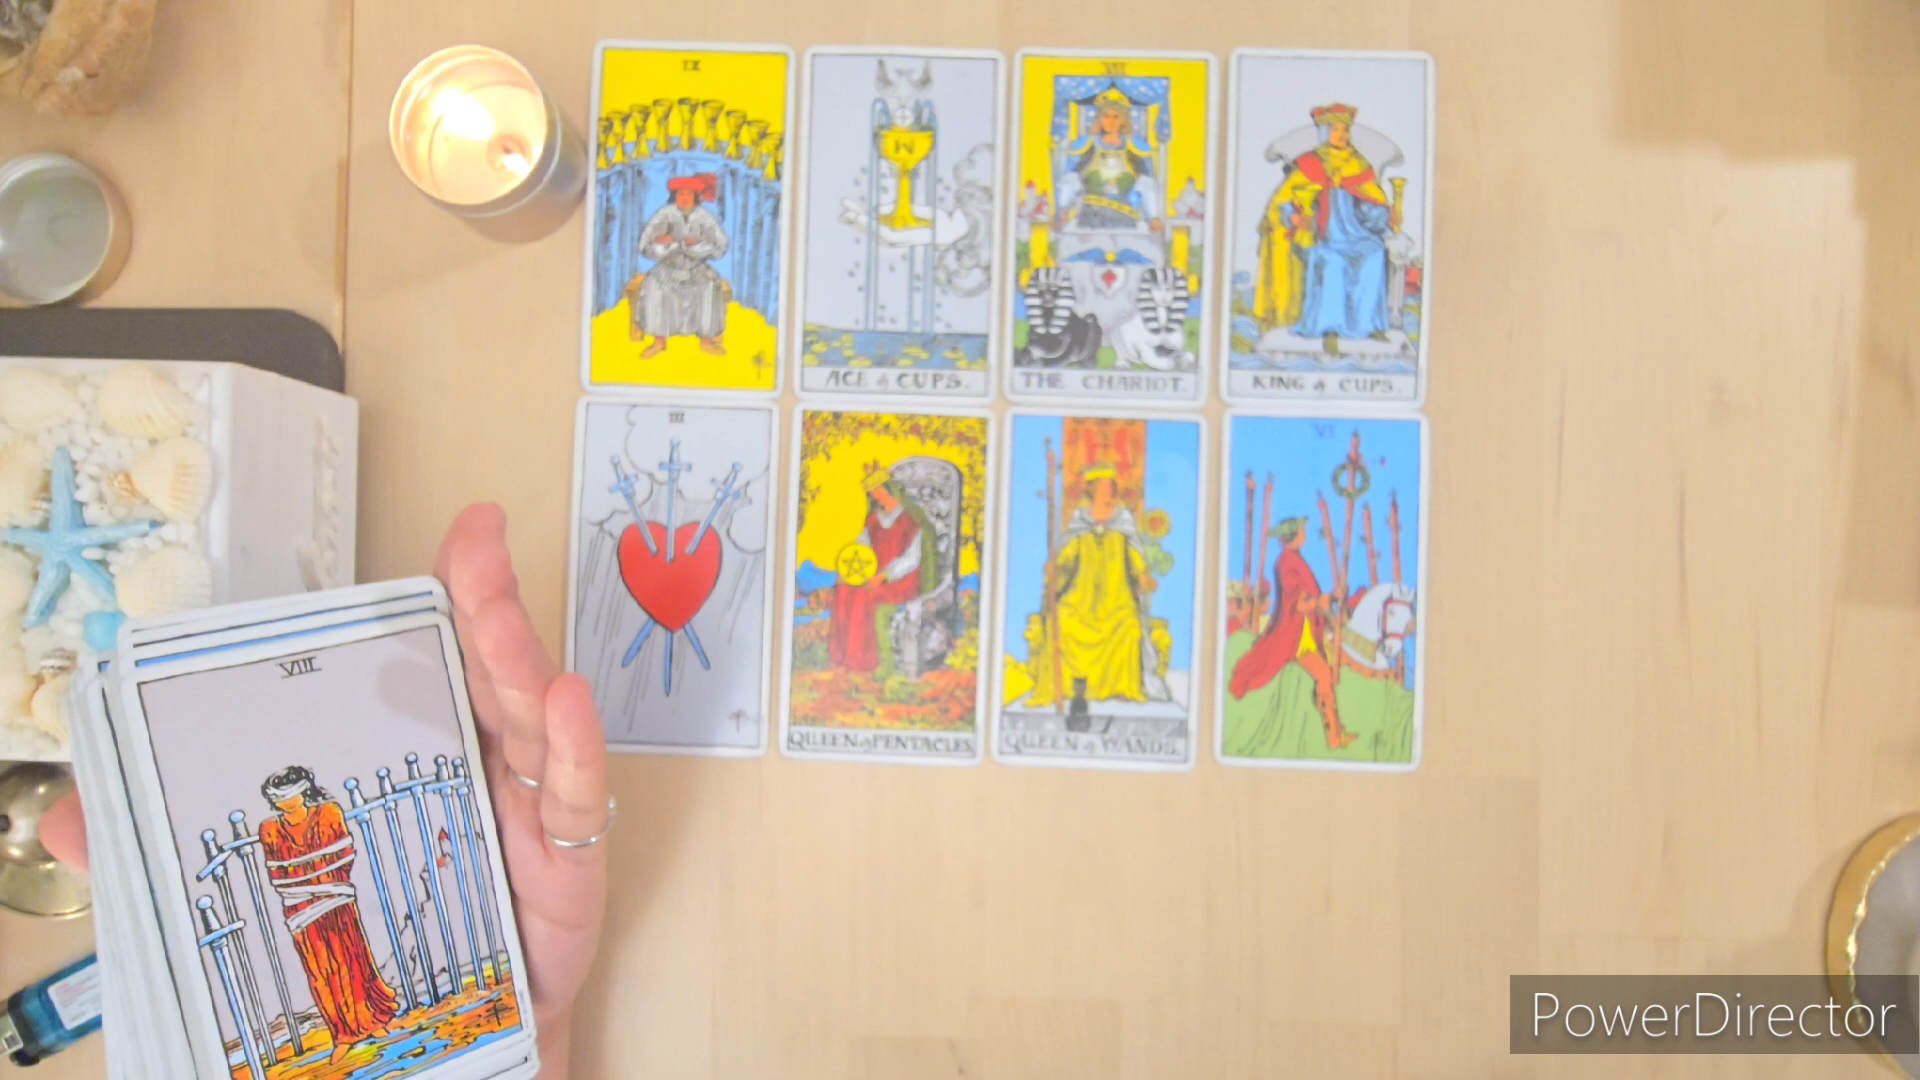 IX
VII
ACE of CUPS.
THE CHARIOT.
KING of CUPS.
III
VI
QUEEN of PENTACLES.
QUEEN of WANDS.
VIII
PowerDirector